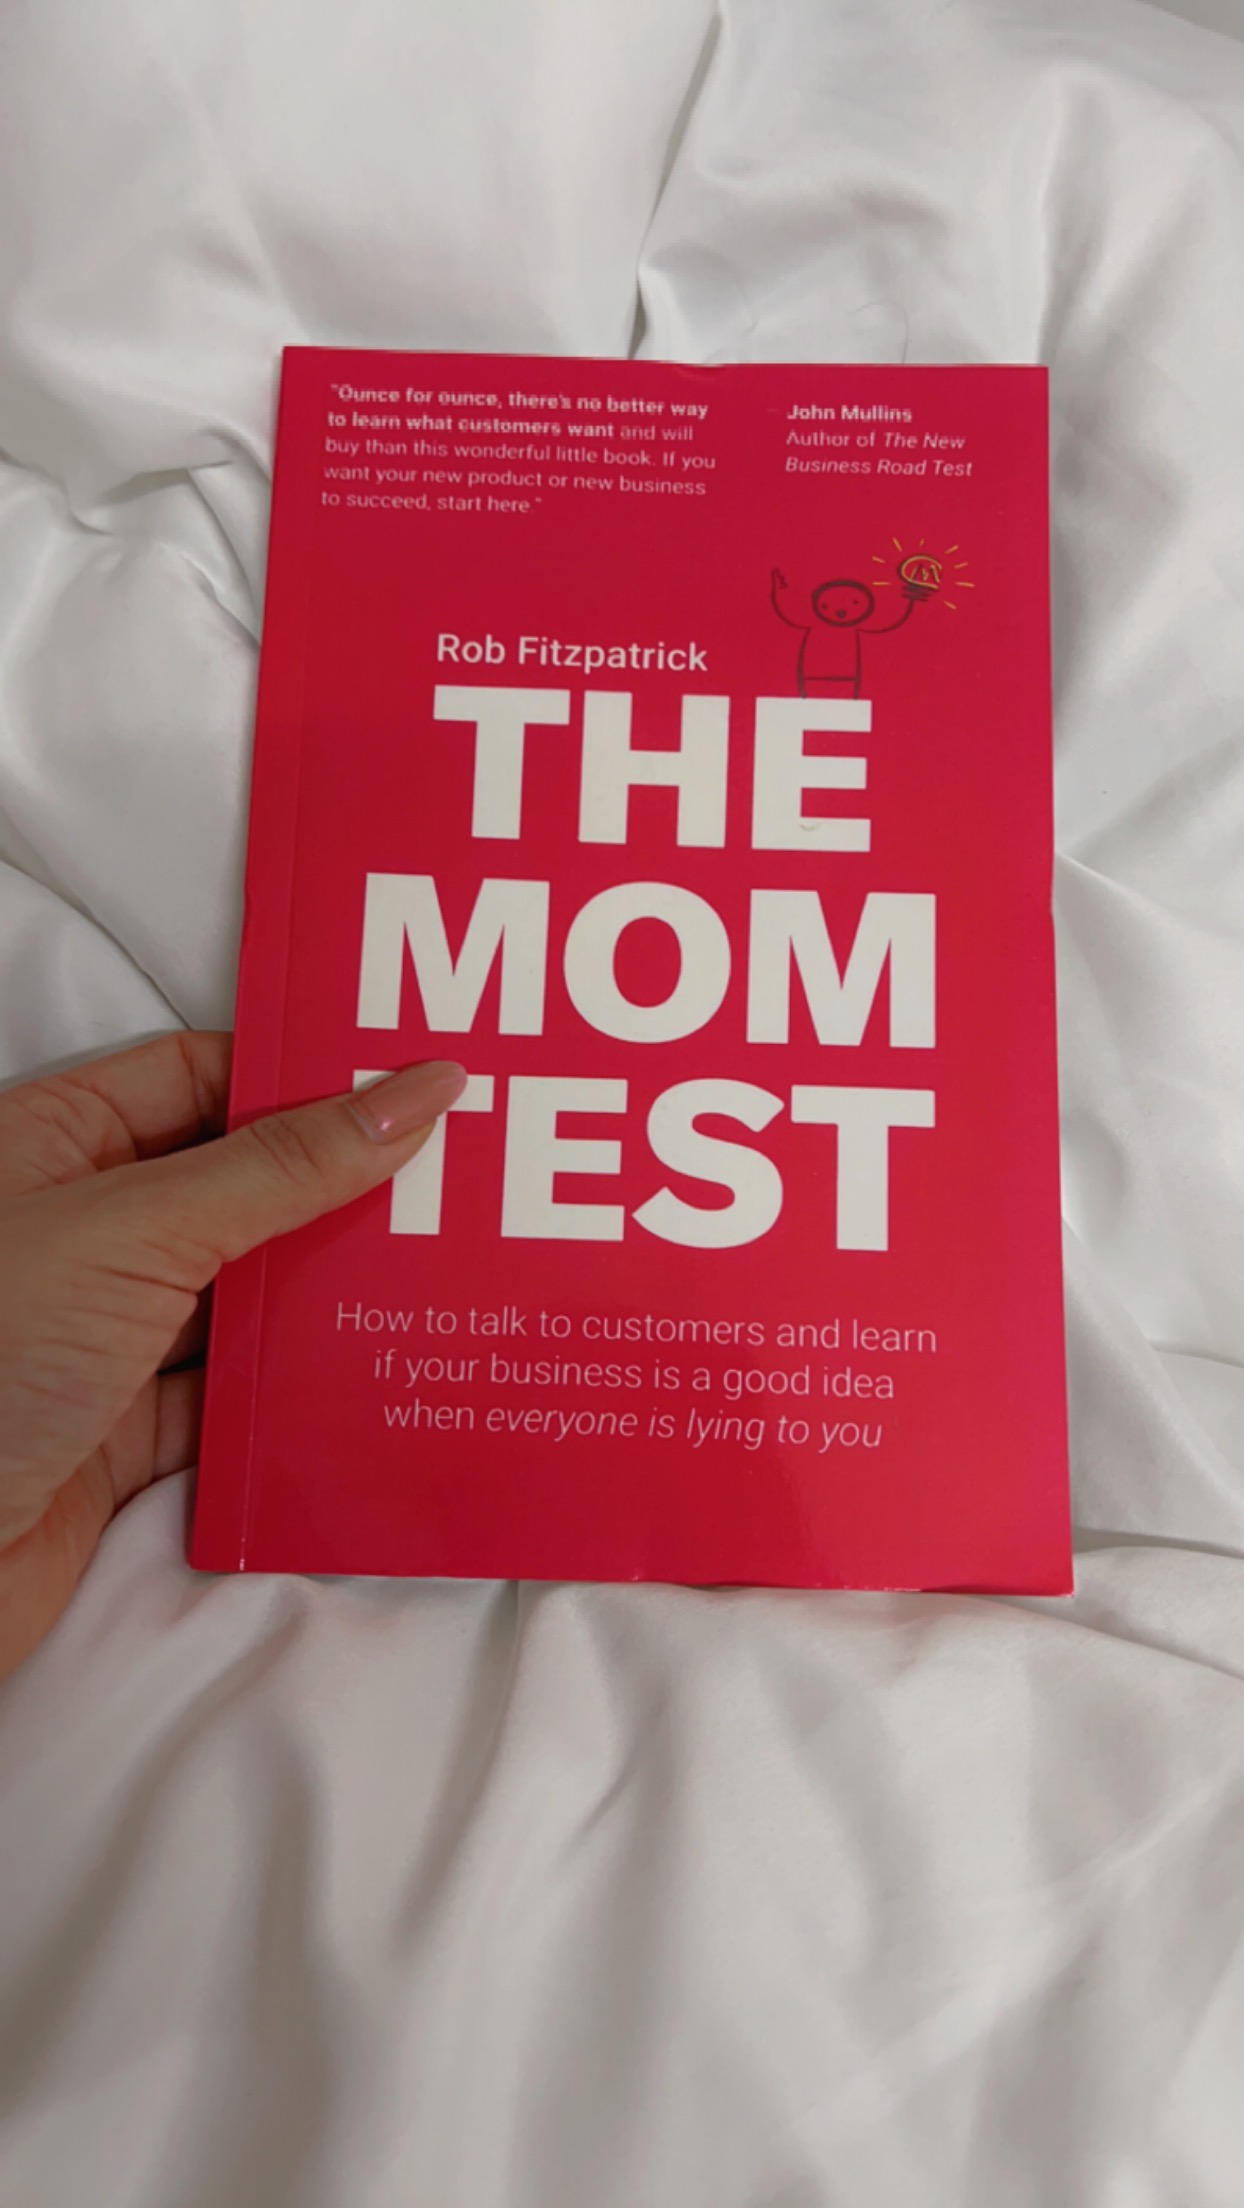 "Ounce for ounce, there's no better way
to learn what customers want and will
buy than this wonderful little book. If you
want your new product or new business
to succeed, start here."
John Mullins
Author of The New
Business Road Test
Rob Fitzpatrick
THE
MOM
TEST
How to talk to customers and learn
if your business is a good idea
when everyone is lying to you